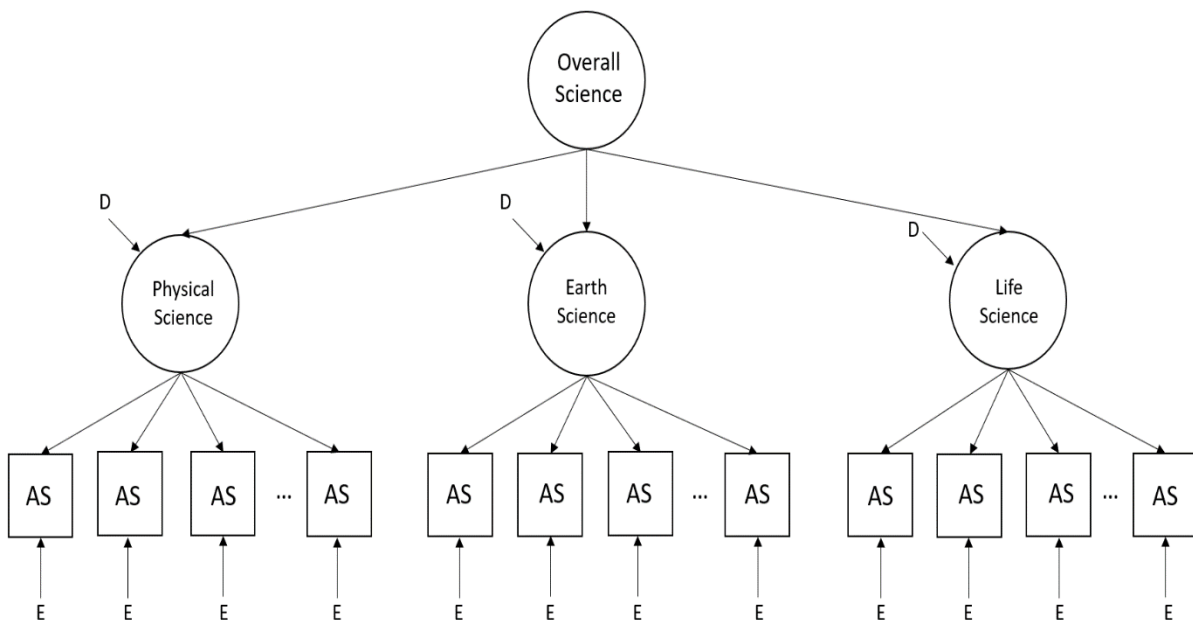 Overall
Science
D
D
D
Physical
Science
Earth
Science
Life
Science
AS AS AS ... AS AS AS AS ... AS AS AS AS ... AS
E E E E E E E E E E E E